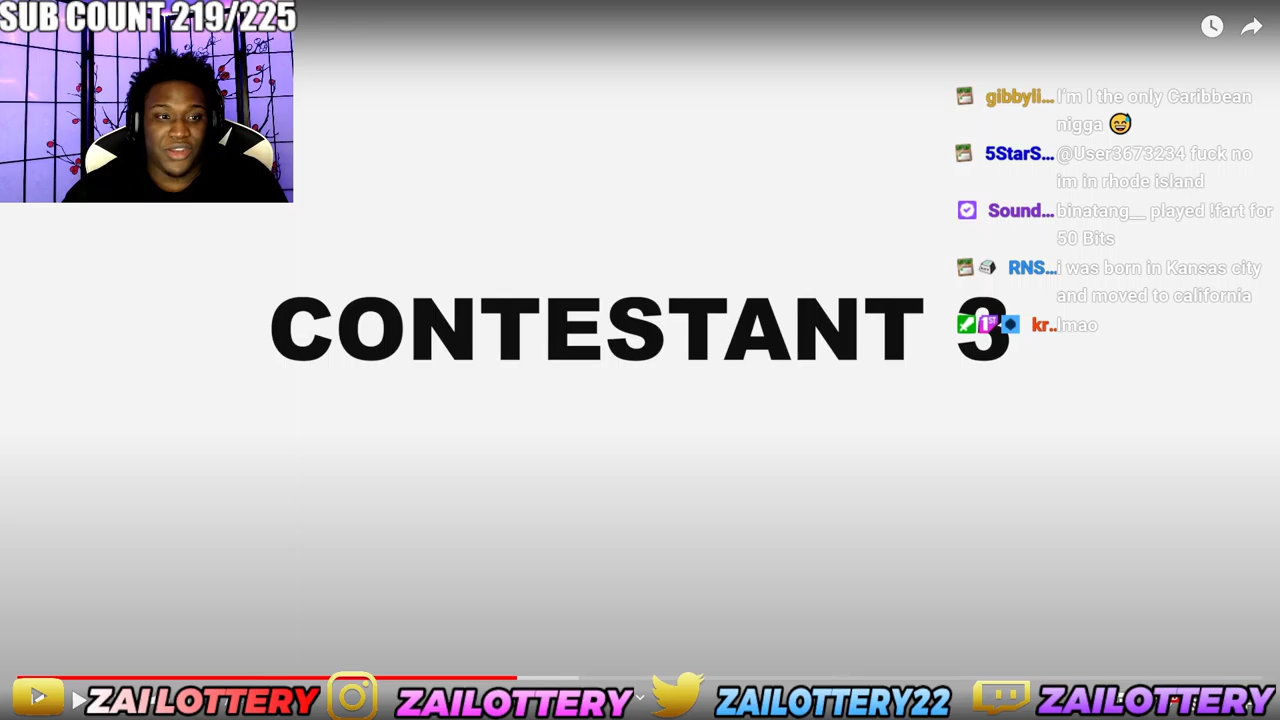 SUB COUNT 219/225
gibbyli... I'm I the only Caribbean
nigga 😅
5StarS... @User3673234 fuck no
im in rhode island
Sound... binatang__ played !fart for
50 Bits
RNS... i was born in Kansas city
and moved to california
1ST kr.. lmao
CONTESTANT 3
ZAILOTTERY ZAILOTTERY ZAILOTTERY22 ZAILOTTERY